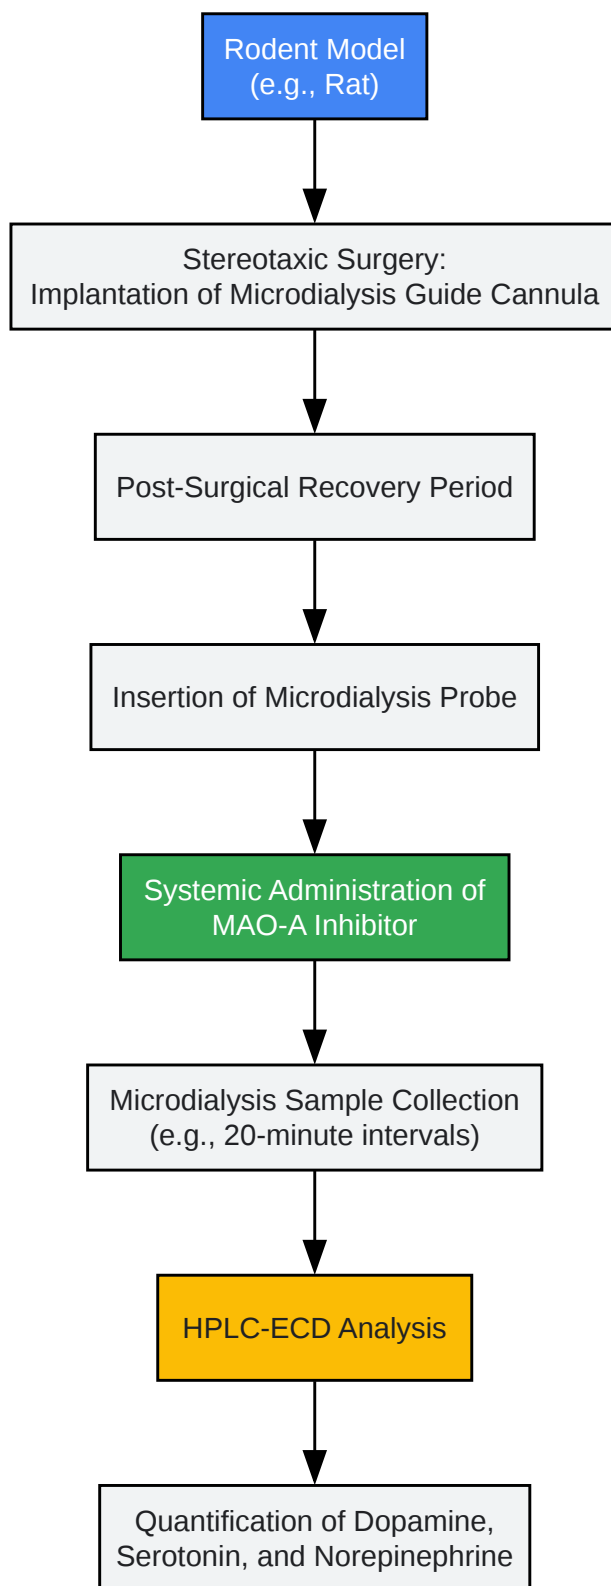 Rodent Model
(e.g., Rat)
Stereotaxic Surgery:
Implantation of Microdialysis Guide Cannula
Post-Surgical Recovery Period
Insertion of Microdialysis Probe
Systemic Administration of
MAO-A Inhibitor
Microdialysis Sample Collection
(e.g., 20-minute intervals)
HPLC-ECD Analysis
Quantification of Dopamine,
Serotonin, and Norepinephrine